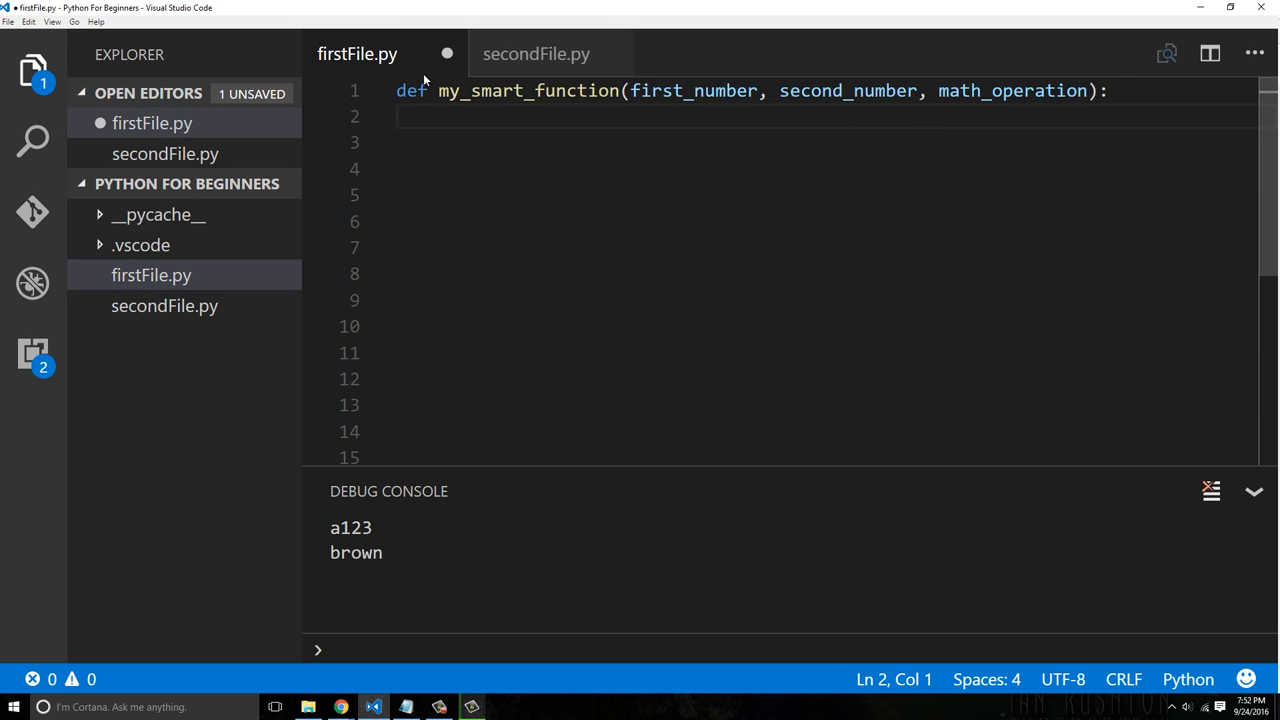 ● firstFile.py - Python For Beginners - Visual Studio Code
File Edit View Go Help
EXPLORER
OPEN EDITORS 1 UNSAVED
firstFile.py
secondFile.py
PYTHON FOR BEGINNERS
__pycache__
.vscode
firstFile.py
secondFile.py
1
2
firstFile.py
secondFile.py
1 def my_smart_function(first_number, second_number, math_operation):
2
3
4
5
6
7
8
9
10
11
12
13
14
15
DEBUG CONSOLE
a123
brown
0 0
Ln 2, Col 1 Spaces: 4 UTF-8 CRLF Python
I'm Cortana. Ask me anything.
7:52 PM
9/24/2016